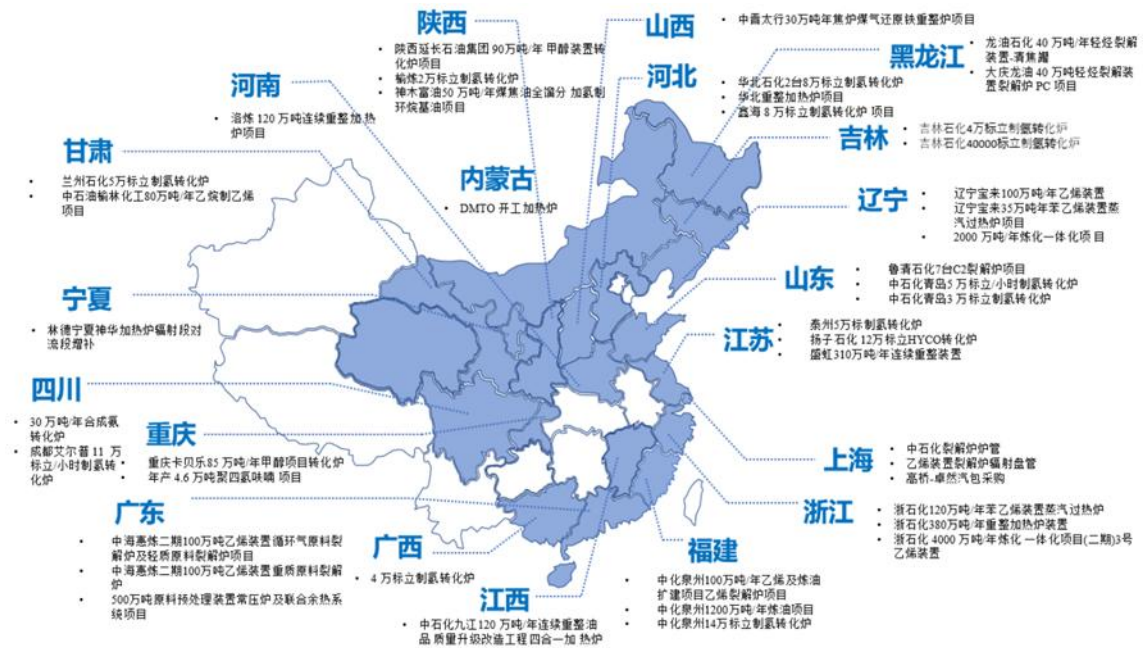 陕西
• 陕西延长石油集团 90万吨/年 甲醇装置转
化炉项目
• 榆炼2万标立制氢转化炉
• 神木富油50 万吨/年煤焦油全馏分 加氢制
环烷基油项目
山西
• 中晋太行30万吨年焦炉煤气还原铁重整炉项目
黑龙江
• 龙油石化 40 万吨/年轻烃裂解
装置-清焦罐
• 大庆龙油 40 万吨轻烃裂解装
置裂解炉 PC 项目
河南
• 洛炼 120 万吨连续重整加热
炉项目
河北
• 华北石化2台8万标立制氢转化炉
• 华北重整加热炉项目
• 鑫海 8 万标立制氢转化炉 项目
吉林
• 吉林石化4万标立制氢转化炉
• 吉林石化40000标立制氢转化炉
甘肃
• 兰州石化5万标立制氢转化炉
• 中石油榆林化工80万吨/年乙烷制乙烯
项目
内蒙古
• DMTO 开工加热炉
辽宁
• 辽宁宝来100万吨/年乙烯装置
• 辽宁宝来35万吨年苯乙烯装置蒸
汽过热炉项目
• 2000 万吨/年炼化一体化项目
山东
• 鲁清石化7台C2裂解炉项目
• 中石化青岛5 万标立/小时制氢转化炉
• 中石化青岛3 万标立制氢转化炉
宁夏
• 林德宁夏神华加热炉辐射段对
流段增补
江苏
• 泰州5万标制氢转化炉
• 扬子石化 12万标立HYCO转化炉
• 盛虹310万吨/年连续重整装置
四川
• 30 万吨/年合成氨
转化炉
• 成都艾尔普 11 万
标立/小时制氢转
化炉
重庆
• 重庆卡贝乐85 万吨/年甲醇项目转化炉
• 年产 4.6 万吨聚四氢呋喃 项目
上海
• 中石化裂解炉炉管
• 乙烯装置裂解炉辐射盘管
• 高桥-卓然汽包采购
浙江
• 浙石化120万吨/年苯乙烯装置蒸汽过热炉
• 浙石化380万吨/年重整加热炉装置
• 浙石化 4000 万吨/年炼化 一体化项目(二期)3号
乙烯装置
广东
• 中海惠炼二期100万吨乙烯装置循环气原料裂
解炉及轻质原料裂解炉项目
• 中海惠炼二期100万吨乙烯装置重质原料裂解
炉
• 500万吨原料预处理装置常压炉及联合余热系
统项目
广西
• 4 万标立制氢转化炉
江西
• 中石化九江120 万吨/年连续重整油
品 质量升级改造工程 四合一加 热炉
福建
• 中化泉州100万吨/年乙烯及炼油
扩建项目乙烯裂解炉项目
• 中化泉州1200万吨/年炼油项目
• 中化泉州14万标立制氢转化炉